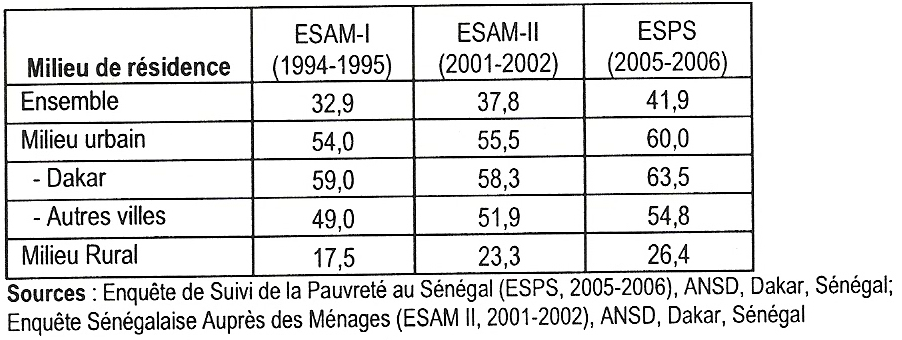 ESAM-I ESAM-II ESPS
Milieu de résidence (1994-1995) (2001-2002) (2005-2006)
Ensemble 32,9 37,8 41,9
Milieu urbain 54,0 55,5 60,0
- Dakar 59,0 58,3 63,5
- Autres villes 49,0 51,9 54,8
Milieu Rural 17,5 23,3 26,4
Sources : Enquête de Suivi de la Pauvreté au Sénégal (ESPS, 2005-2006), ANSD, Dakar, Sénégal;
Enquête Sénégalaise Auprès des Ménages (ESAM II, 2001-2002), ANSD, Dakar, Sénégal